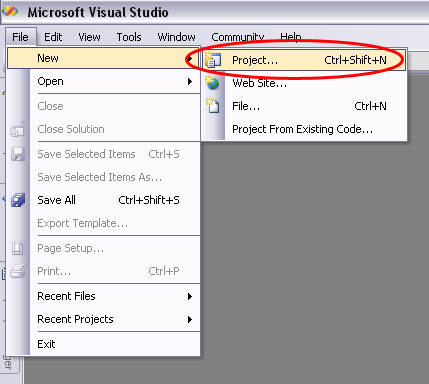 Microsoft Visual Studio
File Edit View Tools Window Community Help
New
Project... Ctrl+Shift+N
Open
Web Site...
Close
File... Ctrl+N
Close Solution
Project From Existing Code...
Save Selected Items Ctrl+S
Save Selected Items As...
Save All Ctrl+Shift+S
Export Template...
Page Setup...
Print... Ctrl+P
Recent Files
Recent Projects
Exit